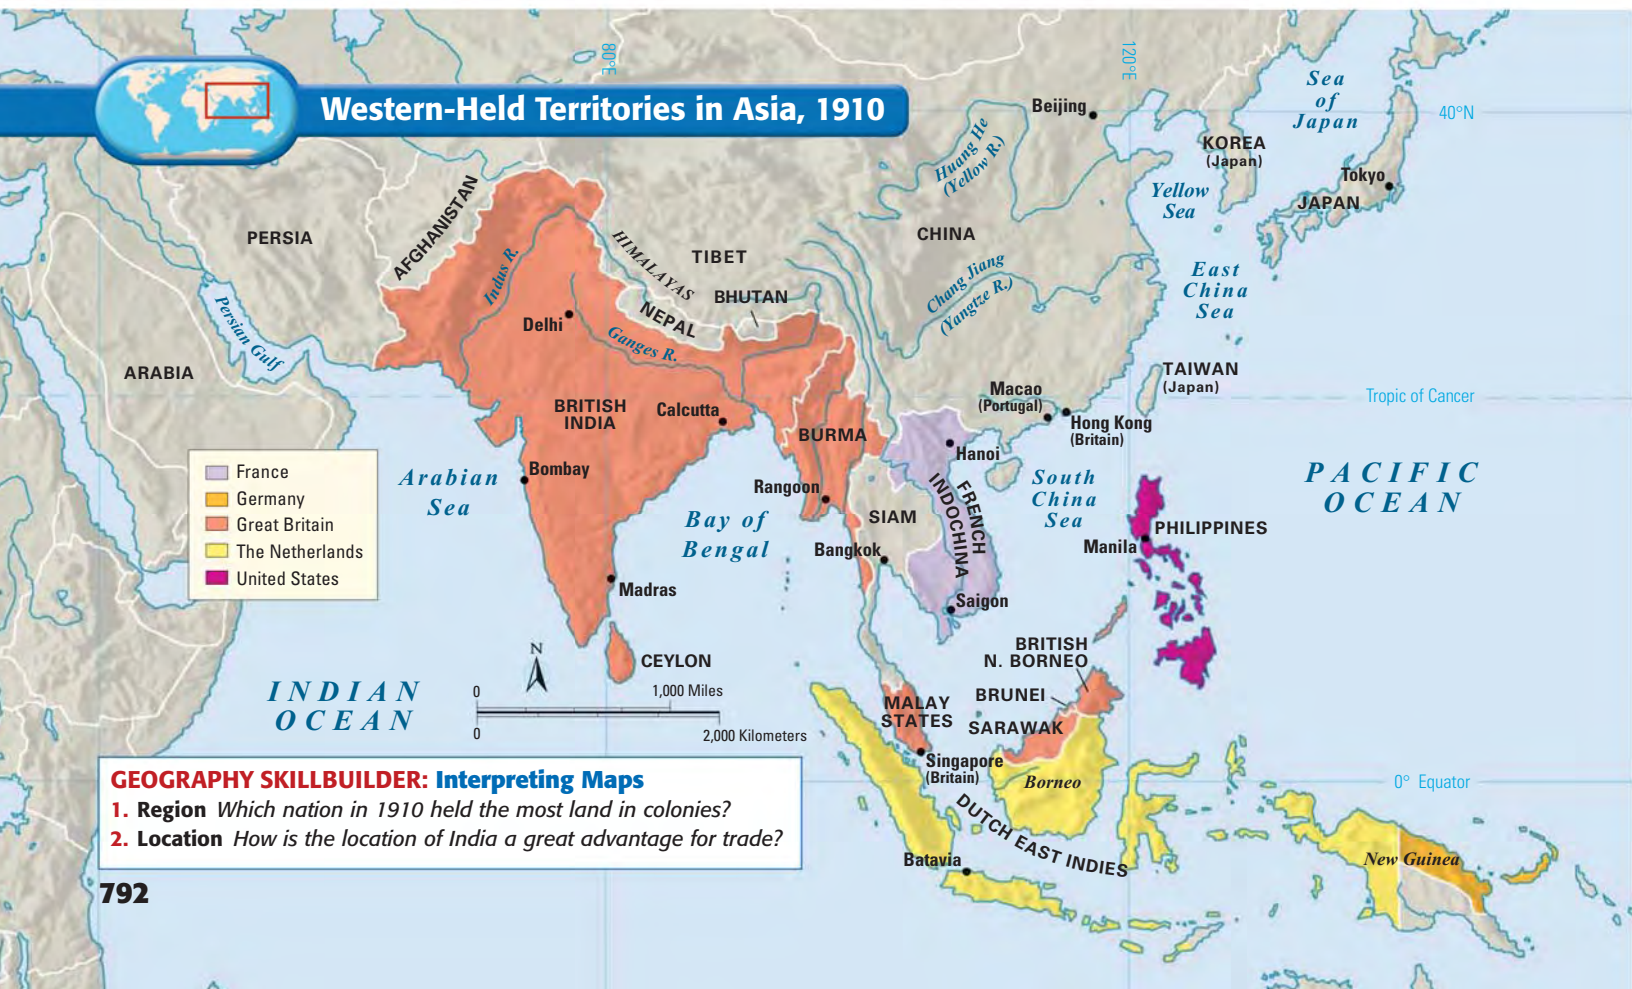 Western-Held Territories in Asia, 1910
80°E
120°E
40°N
Sea
of
Japan
Beijing
KOREA
(Japan)
Huang He
(Yellow R.)
Tokyo
JAPAN
Yellow
Sea
AFGHANISTAN
PERSIA
CHINA
HIMALAYAS
TIBET
Indus R.
BHUTAN
Chang Jiang
(Yangtze R.)
East
China
Sea
Persian Gulf
NEPAL
Delhi
Ganges R.
ARABIA
TAIWAN
(Japan)
Macao
(Portugal)
Hong Kong
(Britain)
Tropic of Cancer
BRITISH
INDIA
Calcutta
BURMA
Hanoi
Bombay
Arabian
Sea
Rangoon
Bay of
Bengal
SIAM
FRENCH
INDOCHINA
South
China
Sea
PACIFIC
OCEAN
Bangkok
PHILIPPINES
Manila
France
Germany
Great Britain
The Netherlands
United States
Madras
Saigon
CEYLON
BRITISH
N. BORNEO
BRUNEI
SARAWAK
MALAY
STATES
INDIAN
OCEAN
N
0
1,000 Miles
0
2,000 Kilometers
Singapore
(Britain)
Borneo
0° Equator
DUTCH EAST INDIES
Batavia
New Guinea
GEOGRAPHY SKILLBUILDER: Interpreting Maps
1. Region Which nation in 1910 held the most land in colonies?
2. Location How is the location of India a great advantage for trade?
792